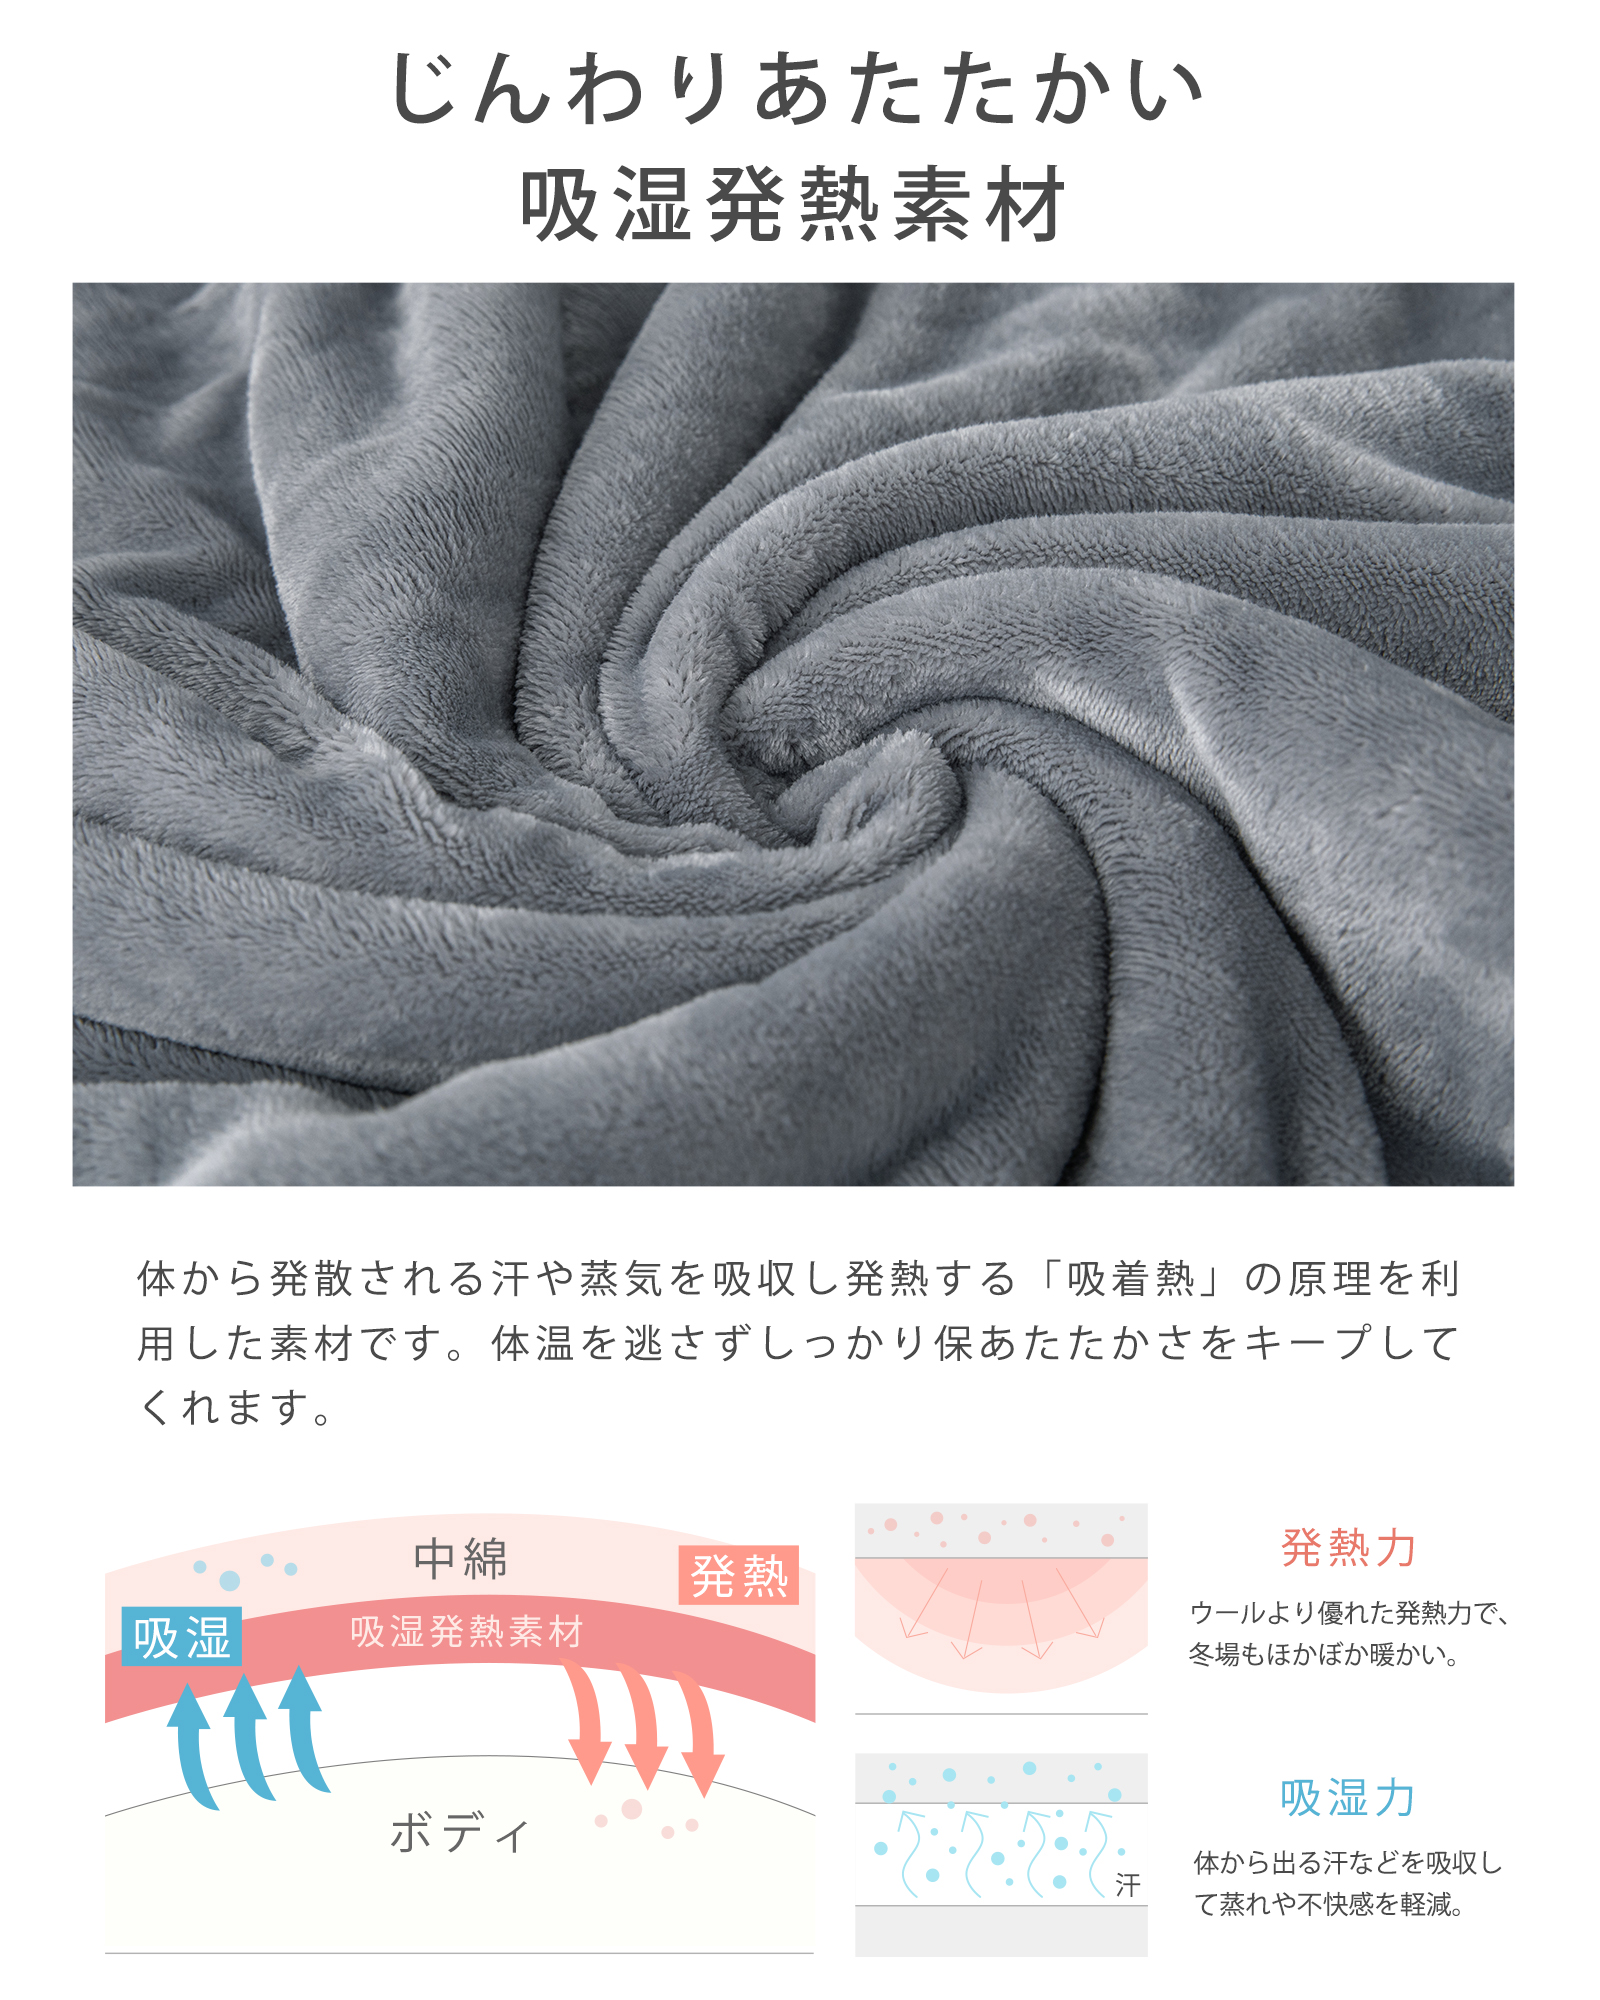 じんわりあたたかい
吸湿発熱素材
体から発散される汗や蒸気を吸収し発熱する「吸着熱」の原理を利
用した素材です。体温を逃さずしっかり保あたたかさをキープして
くれます。
中綿
発熱
吸湿発熱素材
吸湿
ボディ
発熱力
ウールより優れた発熱力で、
冬場もほかぽか暖かい。
吸湿力
体から出る汗などを吸収し
て蒸れや不快感を軽減。
汗